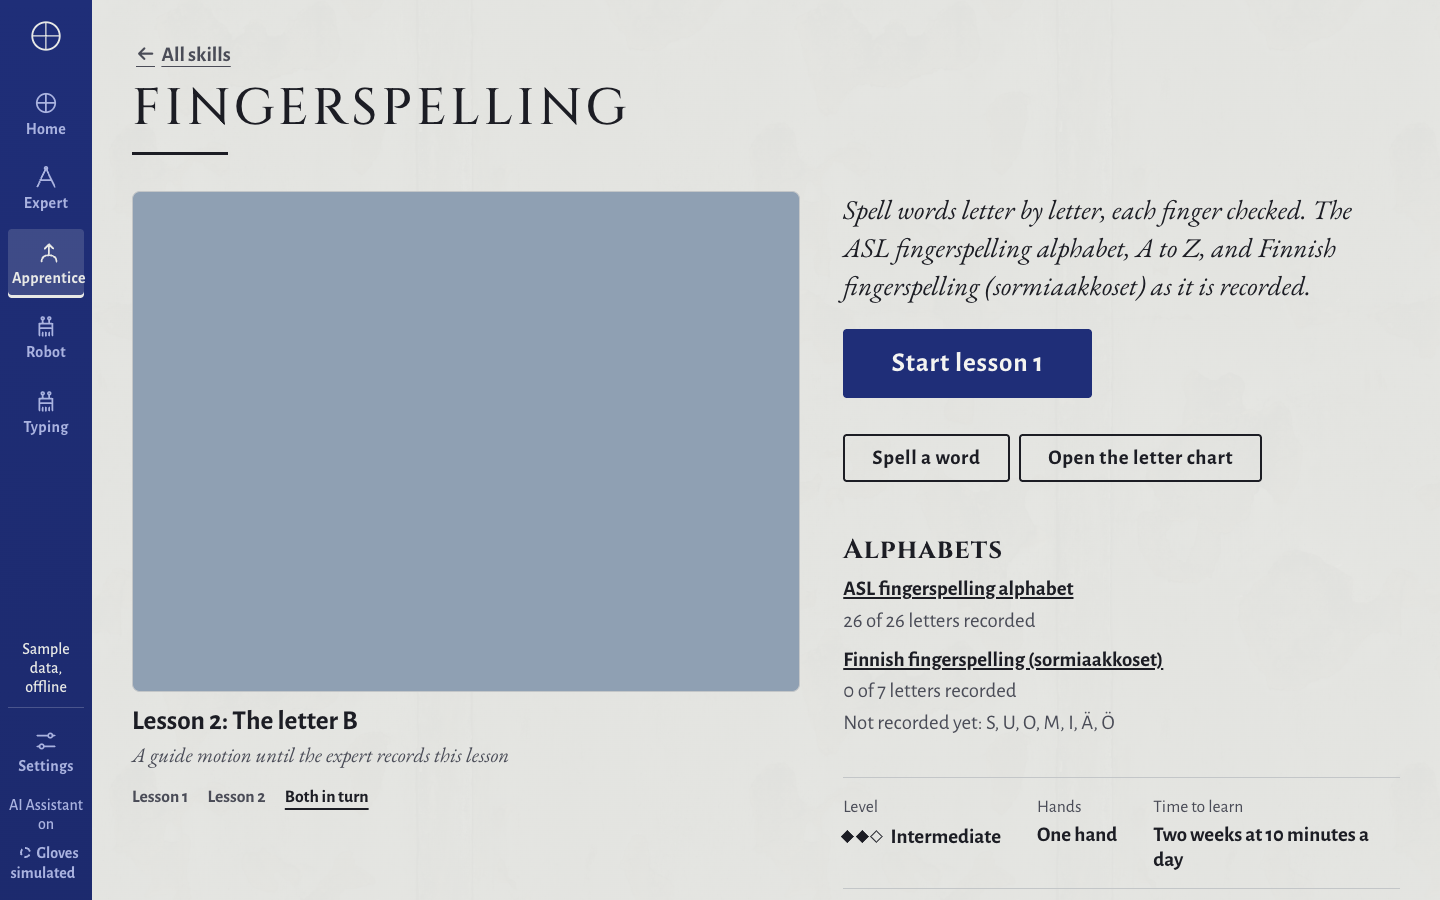 Home
Expert
Apprentice
Robot
Typing
Sample
data,
offline
Settings
AI Assistant
on
Gloves
simulated
← All skills
FINGERSPELLING
Lesson 2: The letter B
A guide motion until the expert records this lesson
Lesson 1 Lesson 2 Both in turn
Spell words letter by letter, each finger checked. The
ASL fingerspelling alphabet, A to Z, and Finnish
fingerspelling (sormiaakkoset) as it is recorded.
Start lesson 1
Spell a word Open the letter chart
ALPHABETS
ASL fingerspelling alphabet
26 of 26 letters recorded
Finnish fingerspelling (sormiaakkoset)
0 of 7 letters recorded
Not recorded yet: S, U, O, M, I, Ä, Ö
Level Hands Time to learn
◆◆◇ Intermediate One hand Two weeks at 10 minutes a
day